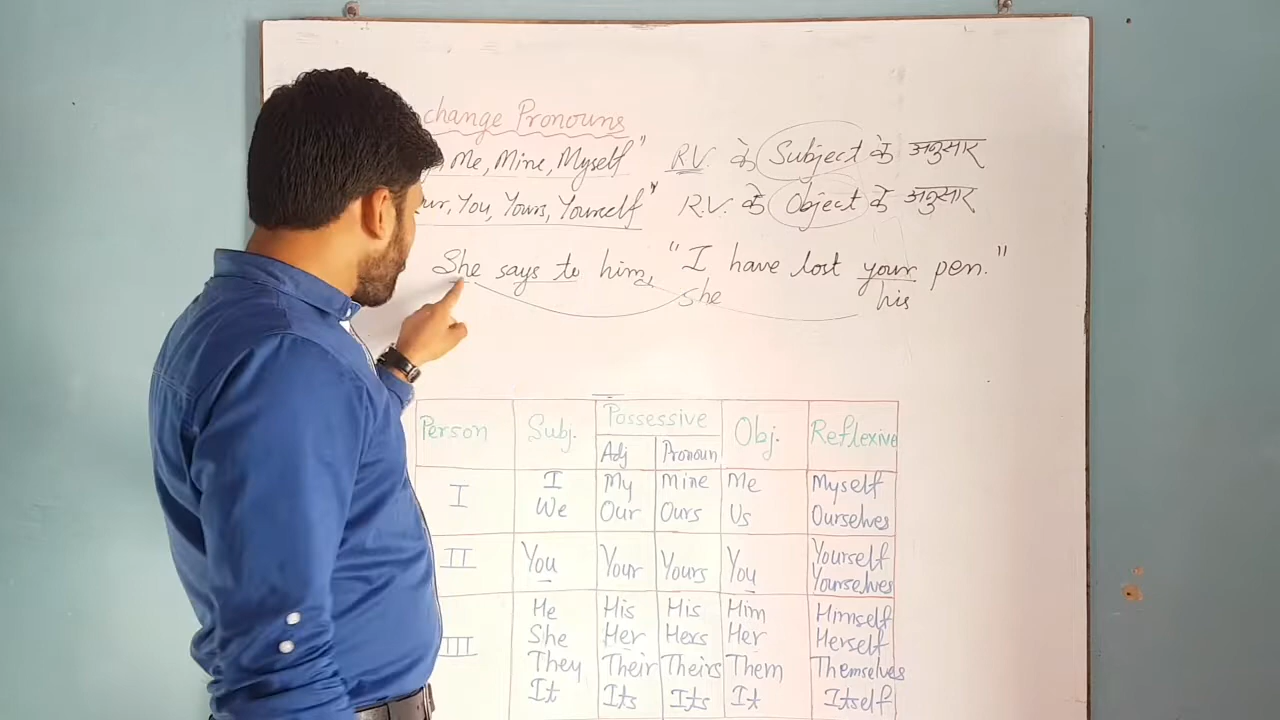 change Pronouns
Me, Mine, Myself" R.V. के Subject के अनुसार
You, Yours, Yourself" R.V. के Object के अनुसार
She says to him, "I have lost your pen."
she his
Person Subj. Possessive Obj. Reflexive
Adj Pronoun
I I My Mine Me Myself
We Our Ours Us Ourselves
II You Your Yours You Yourself
Yourselves
He His His Him Himself
III She Her Hers Her Herself
They Their Theirs Them Themselves
It Its Its It Itself